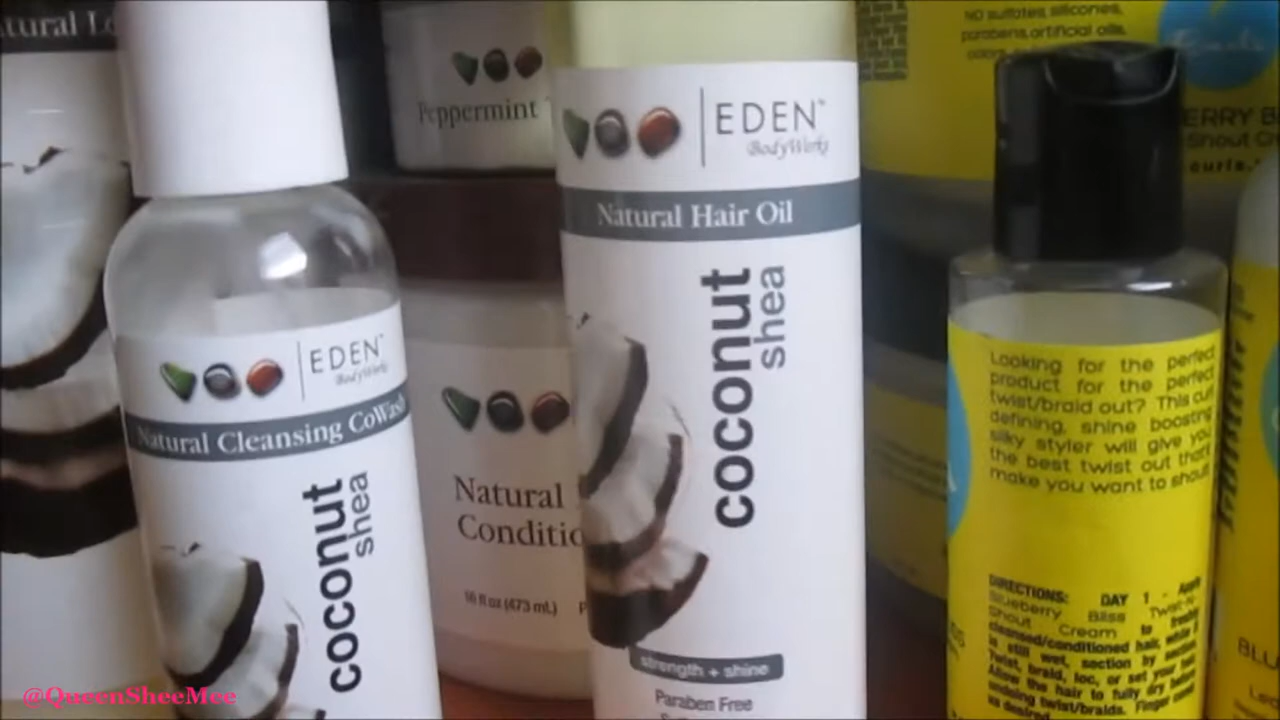 Natural
EDEN™
BodyWorks
Natural Cleansing CoWash
coconut
shea
Peppermint
Natural
16 fl oz (473 mL)
EDEN™
BodyWorks
Natural Hair Oil
coconut
shea
strength + shine
Paraben Free
NO sulfates, silicones,
parabens, artificial oils,
Shout
curls.
Looking for the perfect
product for the perfect
twist/braid out? This curl
defining, shine boosting
silky styler will give you
the best twist out that'll
make you want to shout!
DIRECTIONS: DAY 1 - Apply
Blueberry Bliss Twist-N-
Shout Cream to freshly
cleansed/conditioned hair, while it
is still wet, section by section.
Twist, braid, loc, or set your hair.
Allow the hair to fully dry before
undoing twist/braids. Finger comb
as desired.
@QueenSheeMee